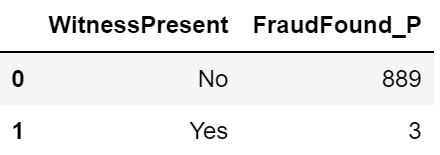 WitnessPresent FraudFound_P
0 No 889
1 Yes 3